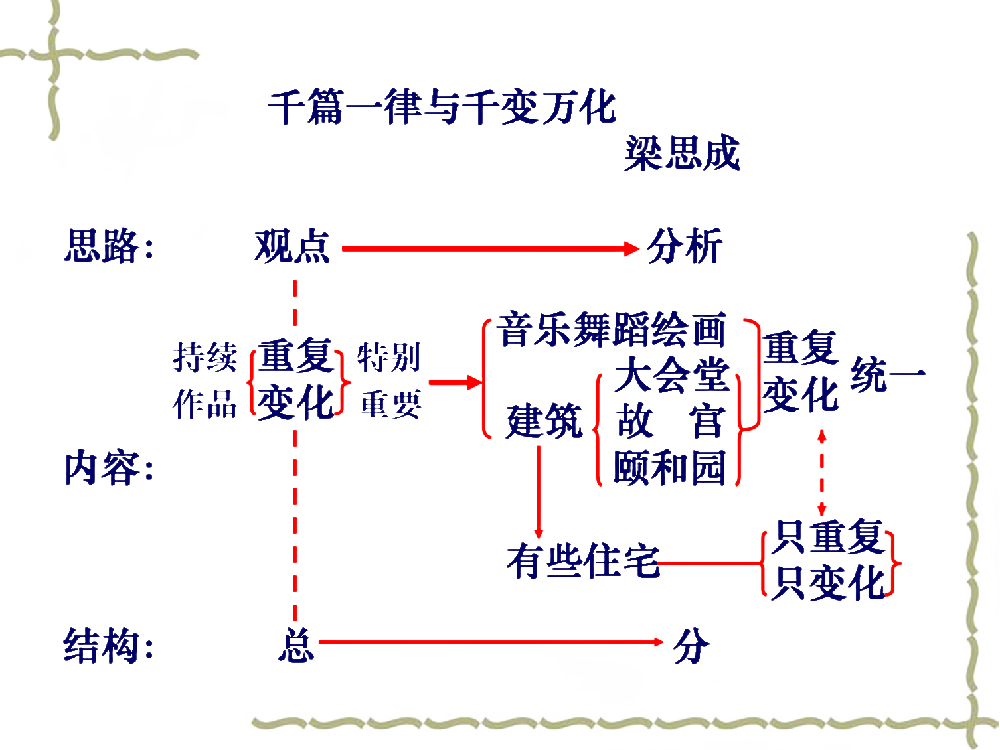 千篇一律与千变万化
梁思成
思路：
观点
分析
持续
作品
重复
变化
特别
重要
音乐舞蹈绘画
建筑
大会堂
故 宫
颐和园
重复
变化
统一
内容：
有些住宅
只重复
只变化
结构：
总
分